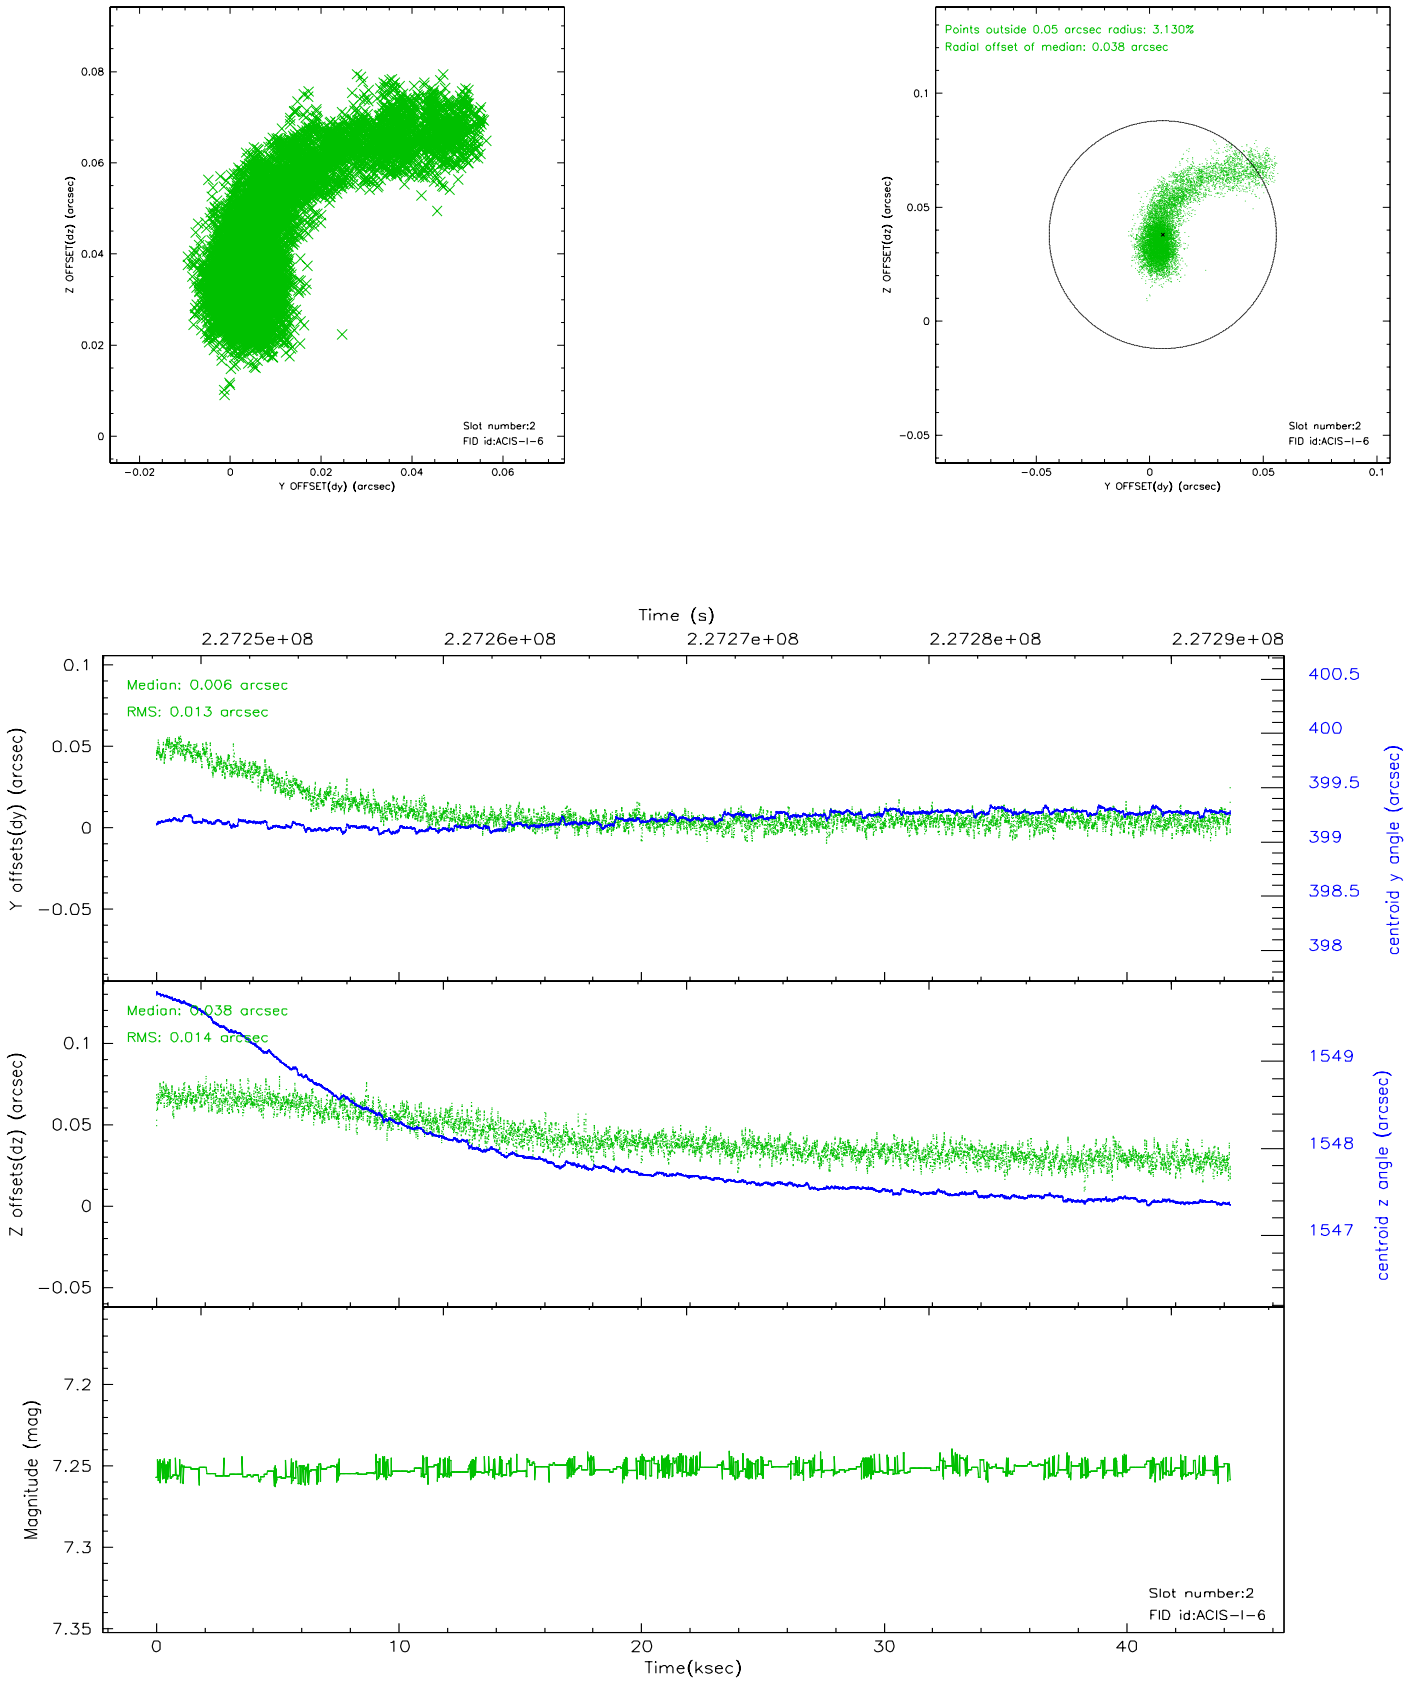 0.08
0.06
0.04
0.02
0
Z OFFSET(dz) (arcsec)
Slot number:2
FID id:ACIS-I-6
-0.02 0 0.02 0.04 0.06
Y OFFSET(dy) (arcsec)
Points outside 0.05 arcsec radius: 3.130%
Radial offset of median: 0.038 arcsec
0.1
0.05
0
-0.05
Z OFFSET(dz) (arcsec)
Slot number:2
FID id:ACIS-I-6
-0.05 0 0.05 0.1
Y OFFSET(dy) (arcsec)
Time (s)
2.2725e+08 2.2726e+08 2.2727e+08 2.2728e+08 2.2729e+08
0.1
0.05
0
-0.05
Y offsets(dy) (arcsec)
Median: 0.006 arcsec
RMS: 0.013 arcsec
400.5
400
399.5
399
398.5
398
centroid y angle (arcsec)
0.1
0.05
0
-0.05
Z offsets(dz) (arcsec)
Median: 0.038 arcsec
RMS: 0.014 arcsec
1549
1548
1547
centroid z angle (arcsec)
7.2
7.25
7.3
7.35
Magnitude (mag)
Slot number:2
FID id:ACIS-I-6
0 10 20 30 40
Time(ksec)